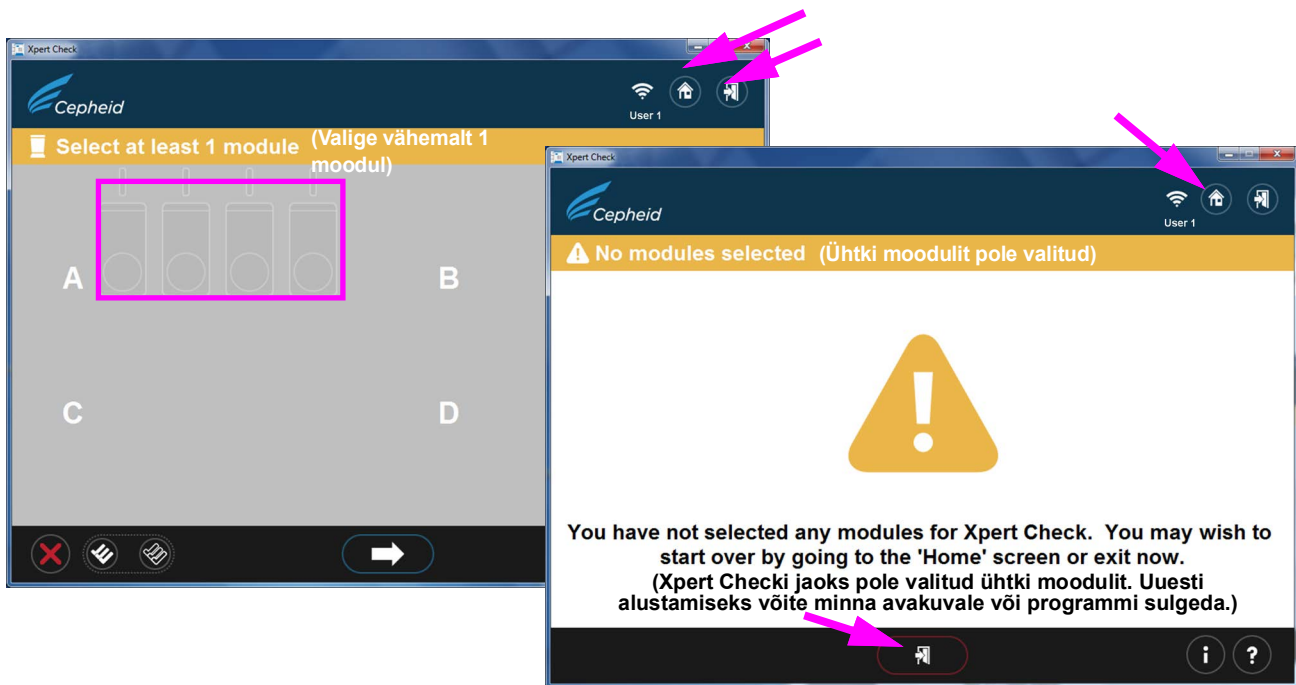 Xpert Check
Cepheid
User 1
Select at least 1 module (Valige vähemalt 1
moodul)
A
B
C
D
Xpert Check
Cepheid
User 1
No modules selected (Ühtki moodulit pole valitud)
You have not selected any modules for Xpert Check. You may wish to
start over by going to the 'Home' screen or exit now.
(Xpert Checki jaoks pole valitud ühtki moodulit. Uuesti
alustamiseks võite minna avakuvale või programmi sulgeda.)
i ?